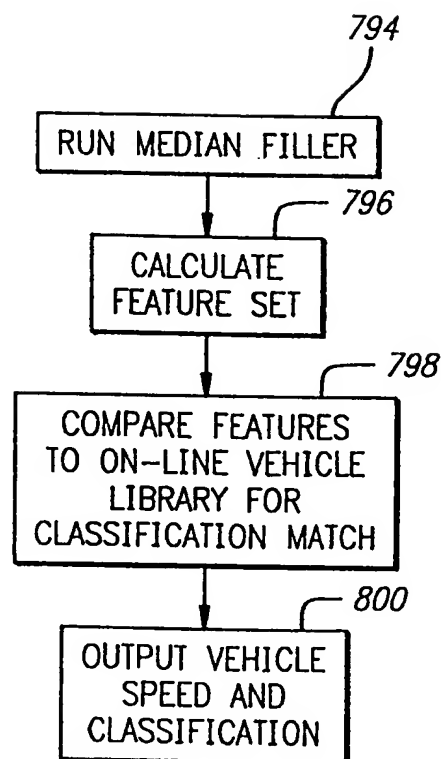 794
RUN MEDIAN FILLER
796
CALCULATE
FEATURE SET
798
COMPARE FEATURES
TO ON-LINE VEHICLE
LIBRARY FOR
CLASSIFICATION MATCH
800
OUTPUT VEHICLE
SPEED AND
CLASSIFICATION